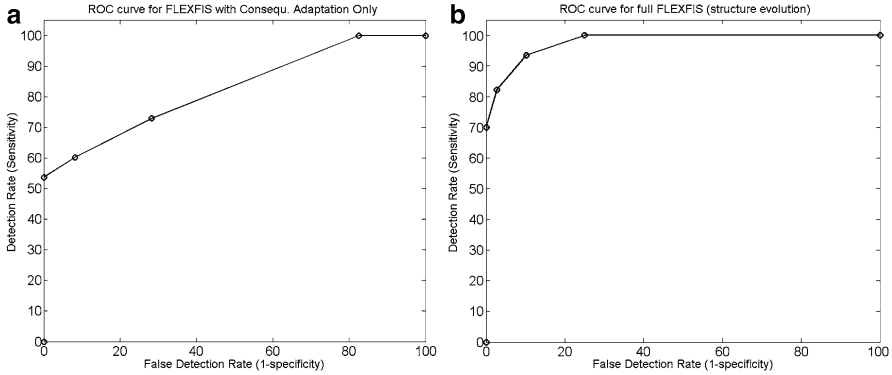 a
ROC curve for FLEXFIS with Consequ. Adaptation Only
100
90
80
70
60
50
40
30
20
10
0
Detection Rate (Sensitivity)
0 20 40 60 80 100
False Detection Rate (1-specificity)
b
ROC curve for full FLEXFIS (structure evolution)
100
90
80
70
60
50
40
30
20
10
0
Detection Rate (Sensitivity)
0 20 40 60 80 100
False Detection Rate (1-specificity)